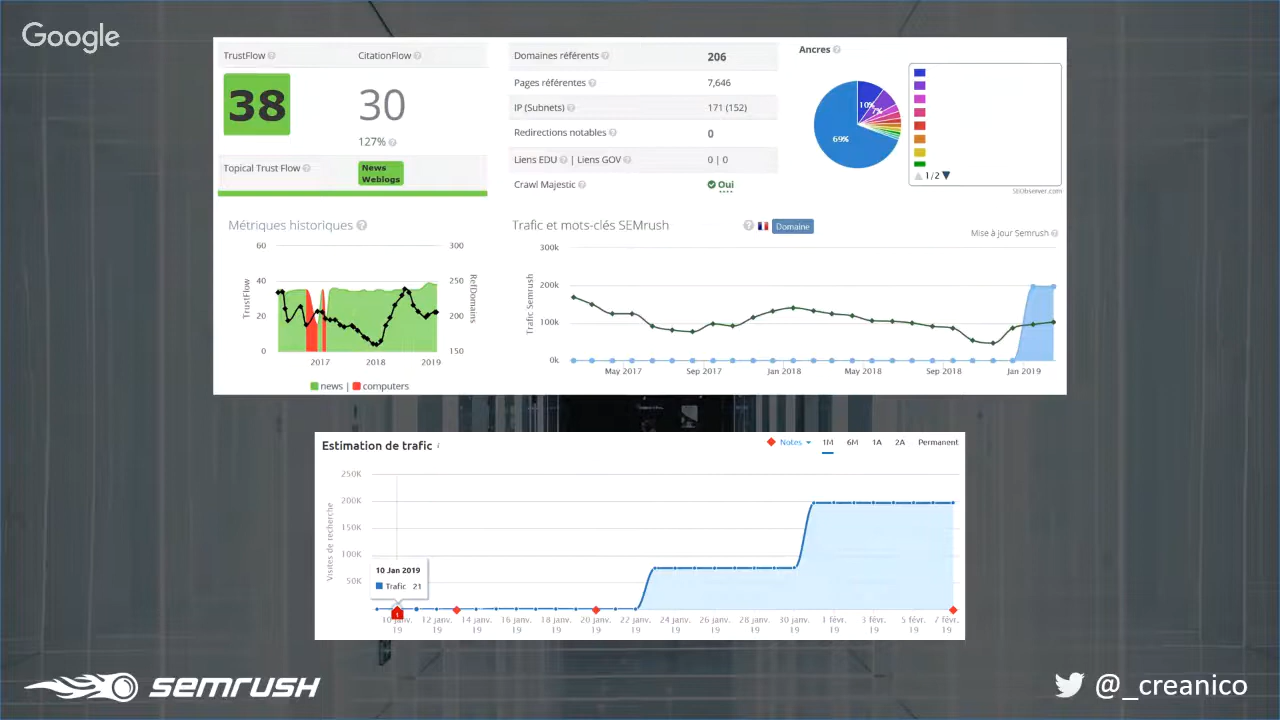 Google
TrustFlow
CitationFlow
38
30
127%
Topical Trust Flow
News
Weblogs
Domaines référents
206
Pages référentes
7,646
IP (Subnets)
171 (152)
Redirections notables
0
Liens EDU | Liens GOV
0 | 0
Crawl Majestic
Oui
Ancres
10%
7%
69%
1/2
SEObserver.com
Métriques historiques
60
40
20
0
TrustFlow
300
250
200
150
RefDomains
2017
2018
2019
news | computers
Trafic et mots-clés SEMrush
Domaine
Mise à jour Semrush
300k
200k
100k
0k
Trafic Semrush
May 2017
Sep 2017
Jan 2018
May 2018
Sep 2018
Jan 2019
Estimation de trafic i
Notes
1M
6M
1A
2A
Permanent
250K
200K
150K
100K
50K
Visites de recherche
10 Jan 2019
Trafic 21
1
10 janv. 19
12 janv. 19
14 janv. 19
16 janv. 19
18 janv. 19
20 janv. 19
22 janv. 19
24 janv. 19
26 janv. 19
28 janv. 19
30 janv. 19
1 févr. 19
3 févr. 19
5 févr. 19
7 févr. 19
SEMRUSH
@_creanico